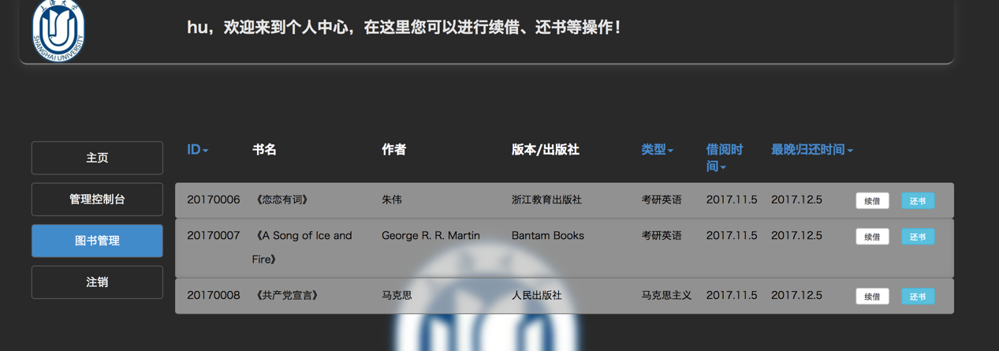 上海大学
SHANGHAI UNIVERSITY
hu，欢迎来到个人中心，在这里您可以进行续借、还书等操作！
主页
管理控制台
图书管理
注销
ID 书名 作者 版本/出版社 类型 借阅时 最晚归还时间
间
20170006 《恋恋有词》 朱伟 浙江教育出版社 考研英语 2017.11.5 2017.12.5 续借 还书
20170007 《A Song of Ice and George R. R. Martin Bantam Books 考研英语 2017.11.5 2017.12.5 续借 还书
Fire》
20170008 《共产党宣言》 马克思 人民出版社 马克思主义 2017.11.5 2017.12.5 续借 还书